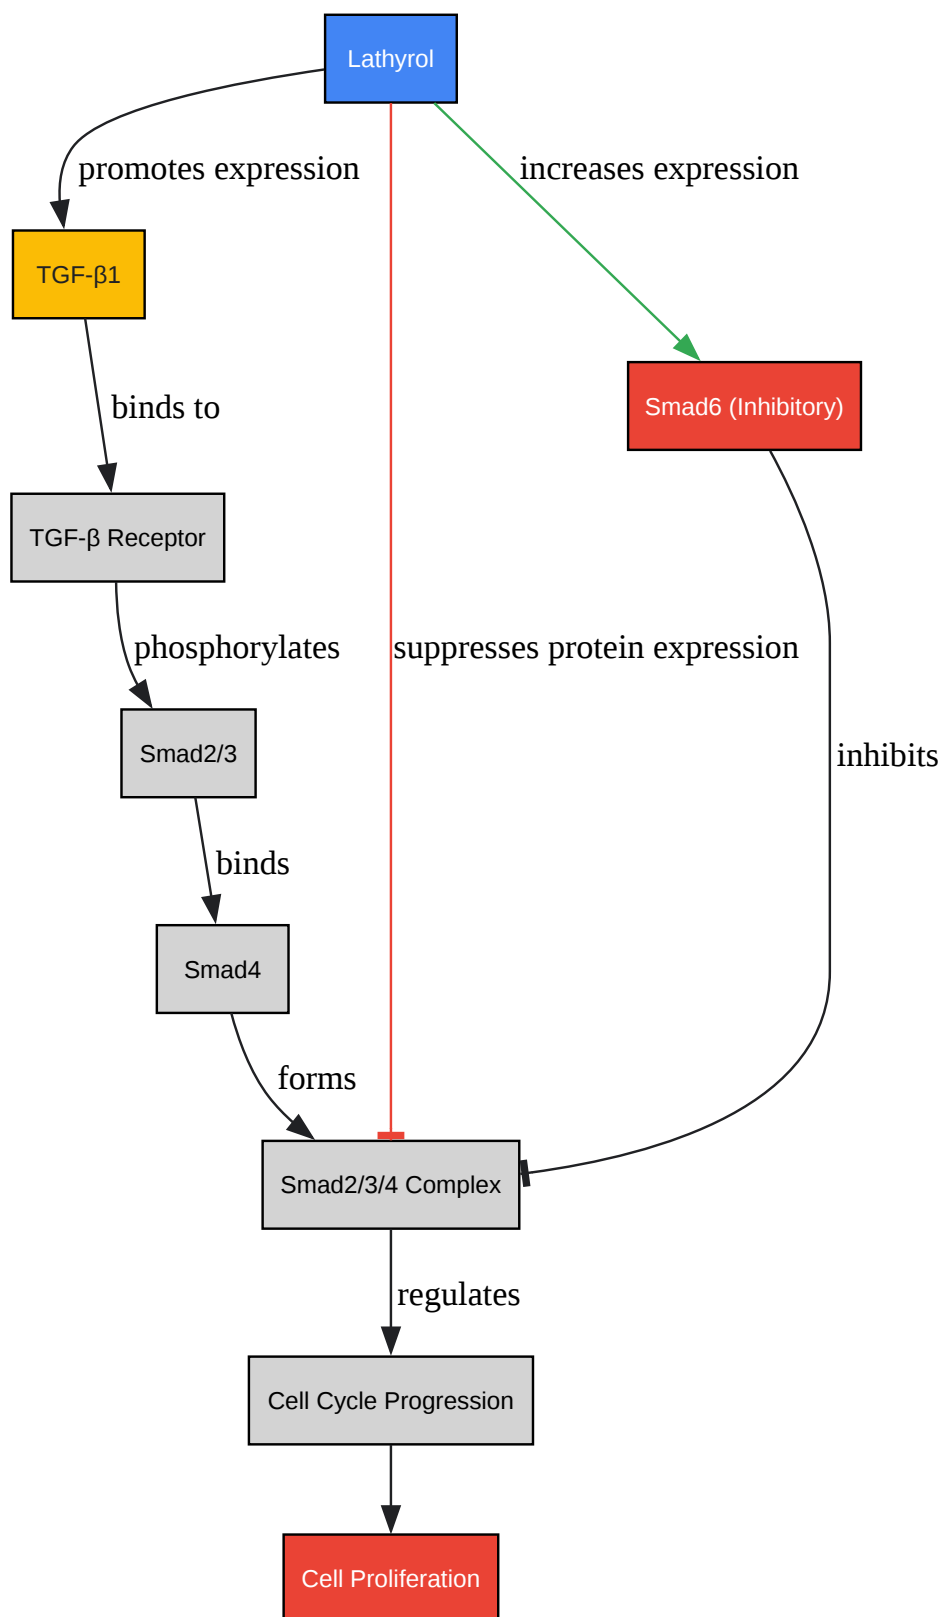 Lathyrol
promotes expression
increases expression
TGF-β1
binds to
Smad6 (Inhibitory)
TGF-β Receptor
phosphorylates
suppresses protein expression
Smad2/3
inhibits
binds
Smad4
forms
Smad2/3/4 Complex
regulates
Cell Cycle Progression
Cell Proliferation